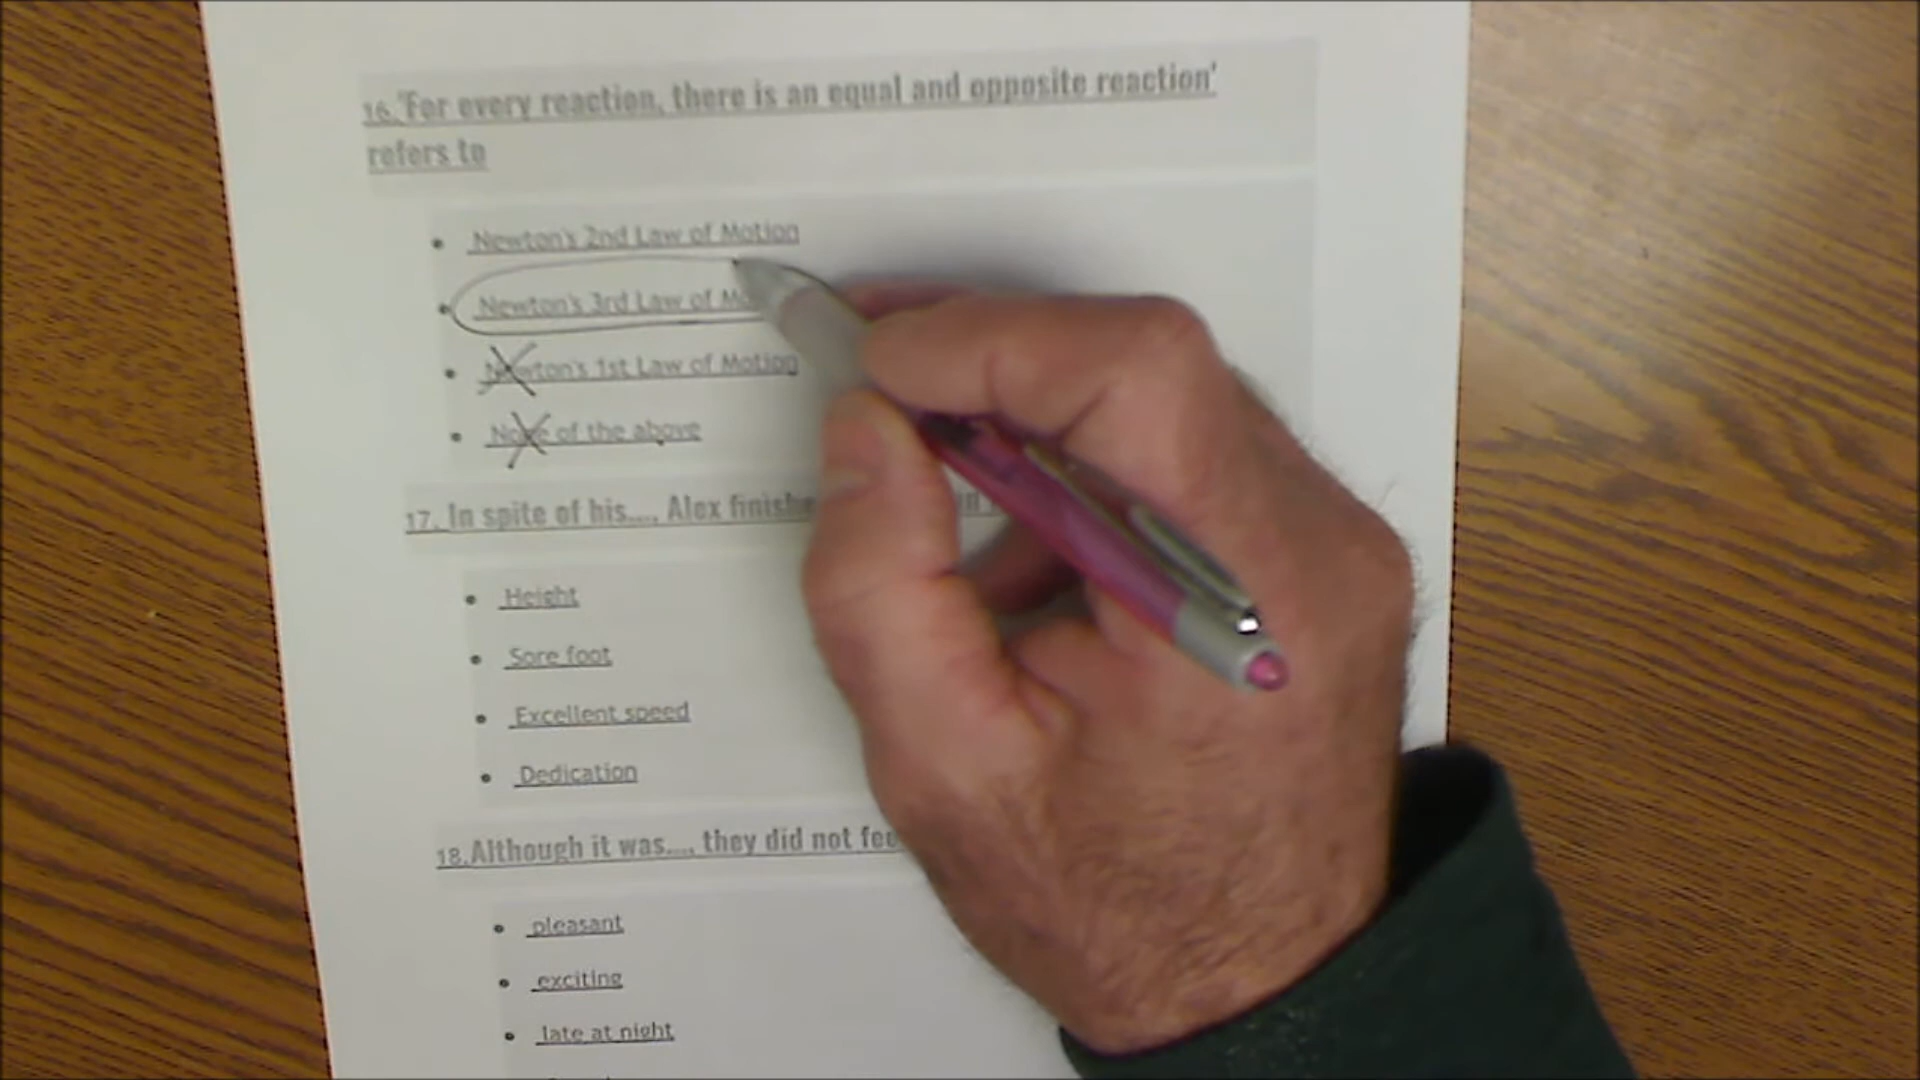 16.'For every reaction, there is an equal and opposite reaction'
refers to
Newton's 2nd Law of Motion
Newton's 3rd Law of
Newton's 1st Law of Motion
None of the above
17. In spite of his...., Alex
Height
Sore foot
Excellent speed
Dedication
18.Although it was...., they did not
pleasant
exciting
late at night